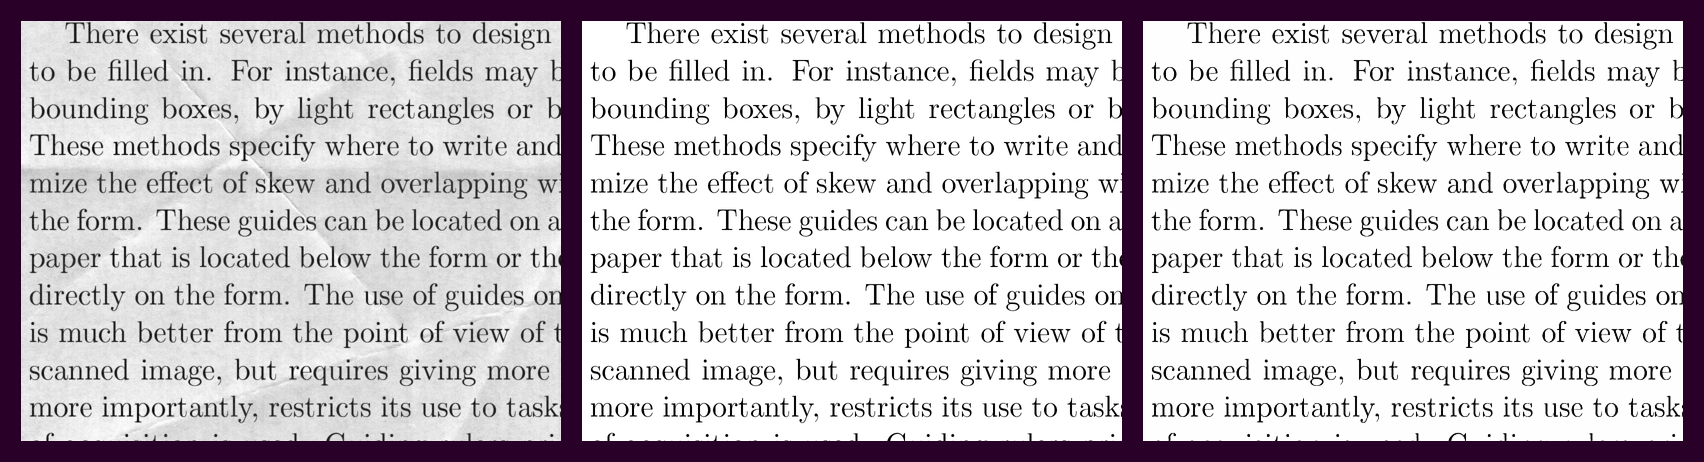 There exist several methods to design
to be filled in. For instance, fields may b
bounding boxes, by light rectangles or b
These methods specify where to write and
mize the effect of skew and overlapping wi
the form. These guides can be located on a
paper that is located below the form or the
directly on the form. The use of guides on
is much better from the point of view of t
scanned image, but requires giving more
more importantly, restricts its use to tasks
There exist several methods to design
to be filled in. For instance, fields may b
bounding boxes, by light rectangles or b
These methods specify where to write and
mize the effect of skew and overlapping wi
the form. These guides can be located on a
paper that is located below the form or the
directly on the form. The use of guides on
is much better from the point of view of t
scanned image, but requires giving more
more importantly, restricts its use to tasks
There exist several methods to design
to be filled in. For instance, fields may b
bounding boxes, by light rectangles or b
These methods specify where to write and
mize the effect of skew and overlapping wi
the form. These guides can be located on a
paper that is located below the form or the
directly on the form. The use of guides on
is much better from the point of view of t
scanned image, but requires giving more
more importantly, restricts its use to tasks